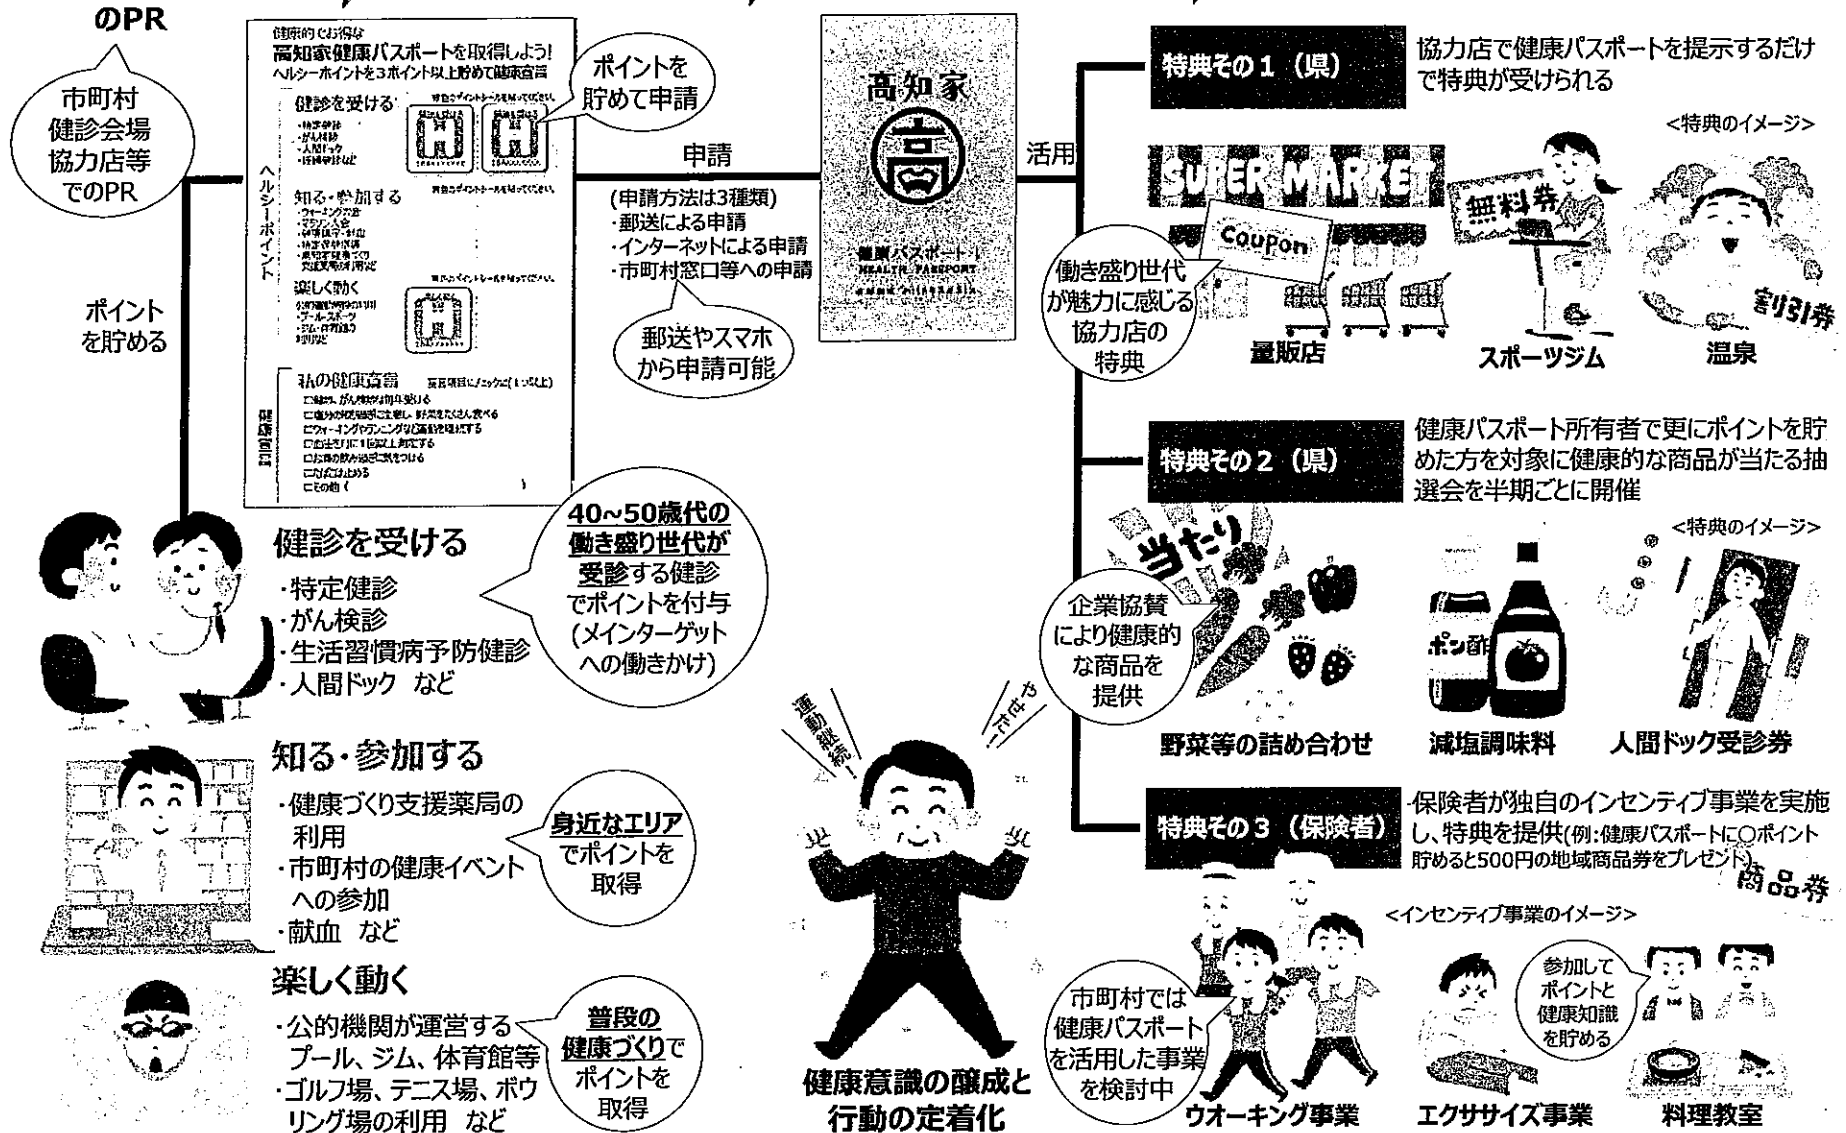 のPR
市町村
健診会場
協力店等
でのPR
ポイント
を貯める
健康的でお得な
高知家健康パスポートを取得しよう!
ヘルシーポイントを3ポイント以上貯めて健康宣言
ヘルシーポイント
健診を受ける
・特定健診
・がん検診
・人間ドック
知る・参加する
楽しく動く
私の健康宣言
□たばこは止める
□その他(　)
健康宣言
ポイントを
貯めて申請
申請
(申請方法は3種類)
・郵送による申請
・インターネットによる申請
・市町村窓口等への申請
郵送やスマホ
から申請可能
高知家
高
健康パスポートⅠ
HEALTH PASSPORT
活用
特典その1(県)
協力店で健康パスポートを提示するだけ
で特典が受けられる
<特典のイメージ>
SUPER MARKET
Coupon
無料券
割引券
働き盛り世代
が魅力に感じる
協力店の
特典
量販店
スポーツジム
温泉
特典その2(県)
健康パスポート所有者で更にポイントを貯
めた方を対象に健康的な商品が当たる抽
選会を半期ごとに開催
<特典のイメージ>
当たり
企業協賛
により健康的
な商品を
提供
ポン酢
野菜等の詰め合わせ
減塩調味料
人間ドック受診券
特典その3(保険者)
保険者が独自のインセンティブ事業を実施
し、特典を提供(例:健康パスポートに○ポイント
貯めると500円の地域商品券をプレゼント)
商品券
<インセンティブ事業のイメージ>
市町村では
健康パスポート
を活用した事業
を検討中
参加して
ポイントと
健康知識
を貯める
ウオーキング事業
エクササイズ事業
料理教室
健診を受ける
・特定健診
・がん検診
・生活習慣病予防健診
・人間ドック など
40~50歳代の
働き盛り世代が
受診する健診
でポイントを付与
(メインターゲット
への働きかけ)
知る・参加する
・健康づくり支援薬局の
利用
・市町村の健康イベント
への参加
・献血 など
身近なエリア
でポイントを
取得
楽しく動く
・公的機関が運営する
プール、ジム、体育館等
・ゴルフ場、テニス場、ボウ
リング場の利用 など
普段の
健康づくりで
ポイントを
取得
運動継続!
やせた!
健康意識の醸成と
行動の定着化